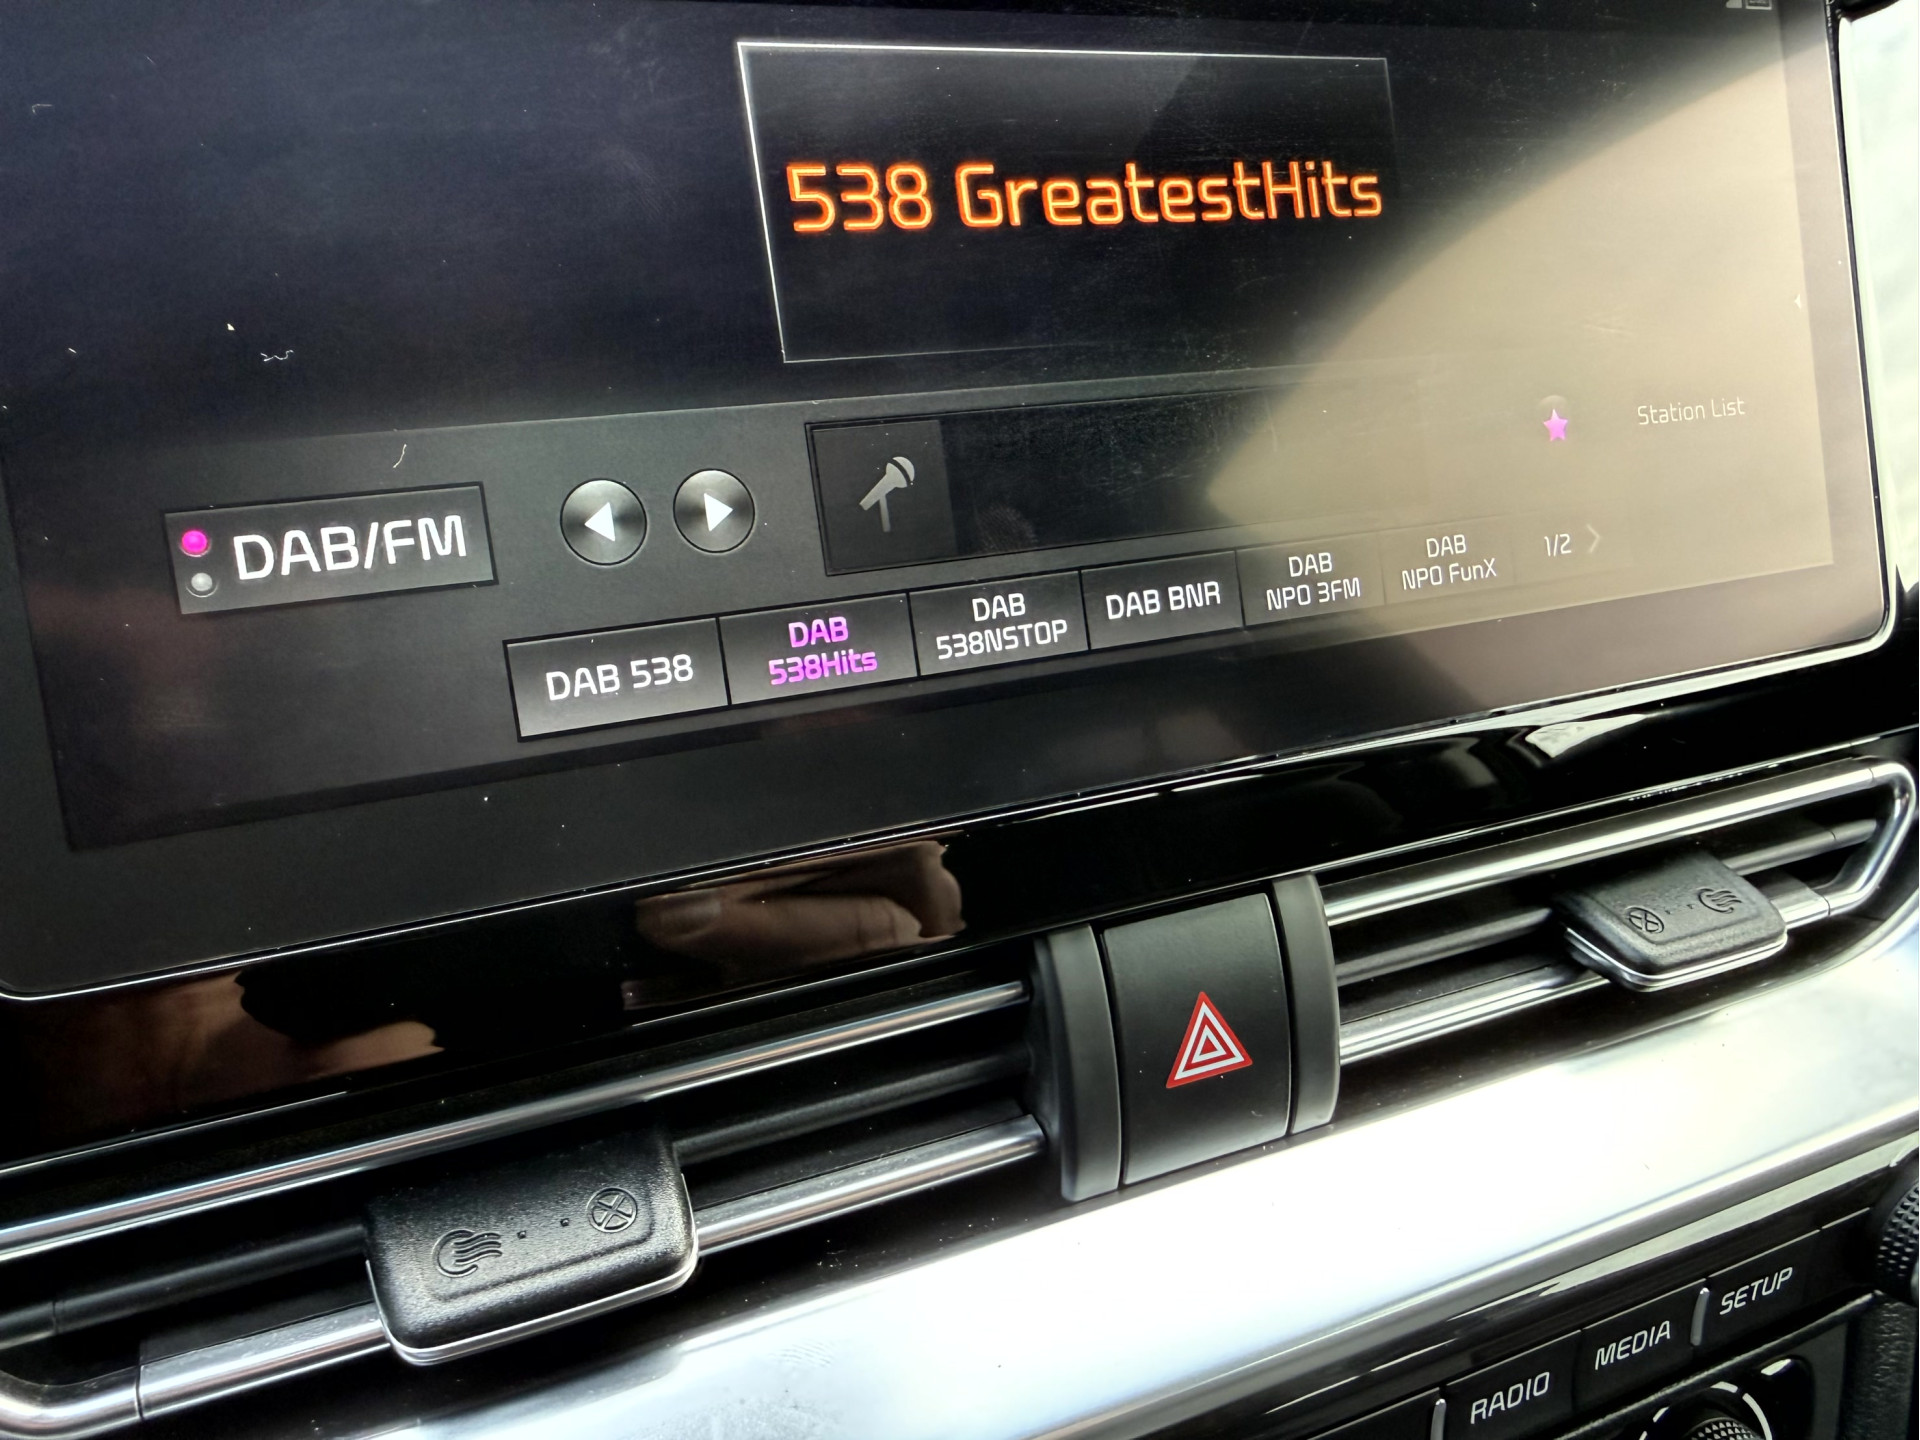 538 GreatestHits
Station List
DAB/FM
DAB 538
DAB
538Hits
DAB
538NSTOP
DAB BNR
DAB
NPO 3FM
DAB
NPO FunX
1/2
RADIO
MEDIA
SETUP